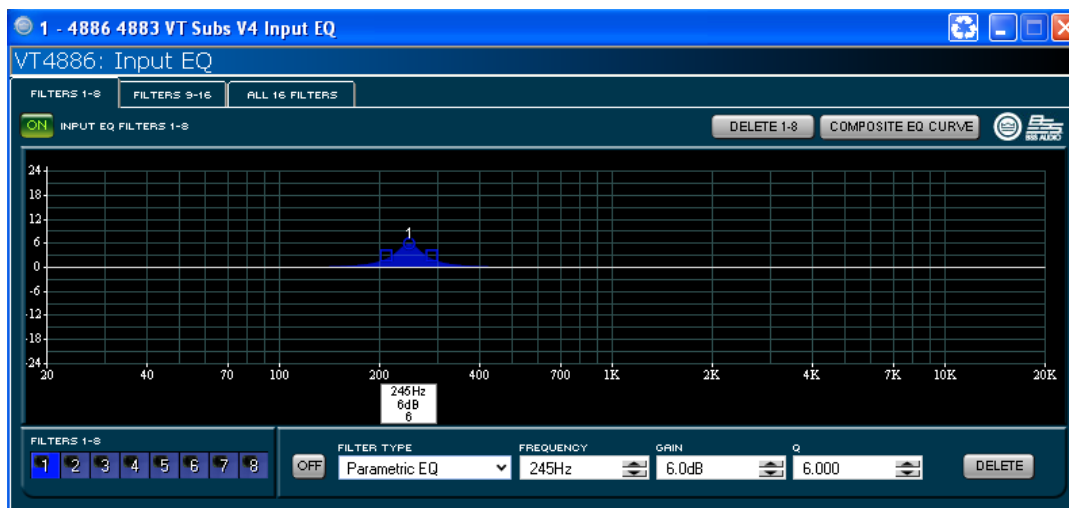 1 - 4886 4883 VT Subs V4 Input EQ
VT4886: Input EQ
FILTERS 1-8 FILTERS 9-16 ALL 16 FILTERS
ON INPUT EQ FILTERS 1-8 DELETE 1-8 COMPOSITE EQ CURVE BSS AUDIO
24
18
12
1
6
0
-6
-12
-18
-24
20 40 70 100 200 400 700 1K 2K 4K 7K 10K 20K
245Hz
6dB
6
FILTERS 1-8
1 2 3 4 5 6 7 8
FILTER TYPE FREQUENCY GAIN Q
OFF Parametric EQ 245Hz 6.0dB 6.000 DELETE